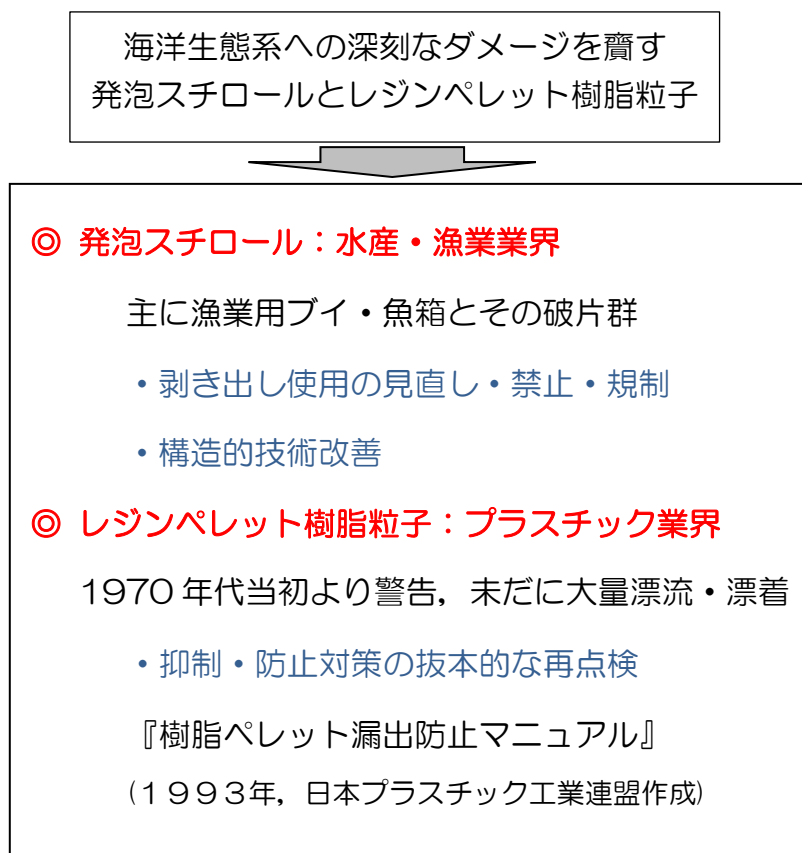 海洋生態系への深刻なダメージを齎す
発泡スチロールとレジンペレット樹脂粒子
◎ 発泡スチロール：水産・漁業業界
主に漁業用ブイ・魚箱とその破片群
・剥き出し使用の見直し・禁止・規制
・構造的技術改善
◎ レジンペレット樹脂粒子：プラスチック業界
1970年代当初より警告，未だに大量漂流・漂着
・抑制・防止対策の抜本的な再点検
『樹脂ペレット漏出防止マニュアル』
（１９９３年，日本プラスチック工業連盟作成）